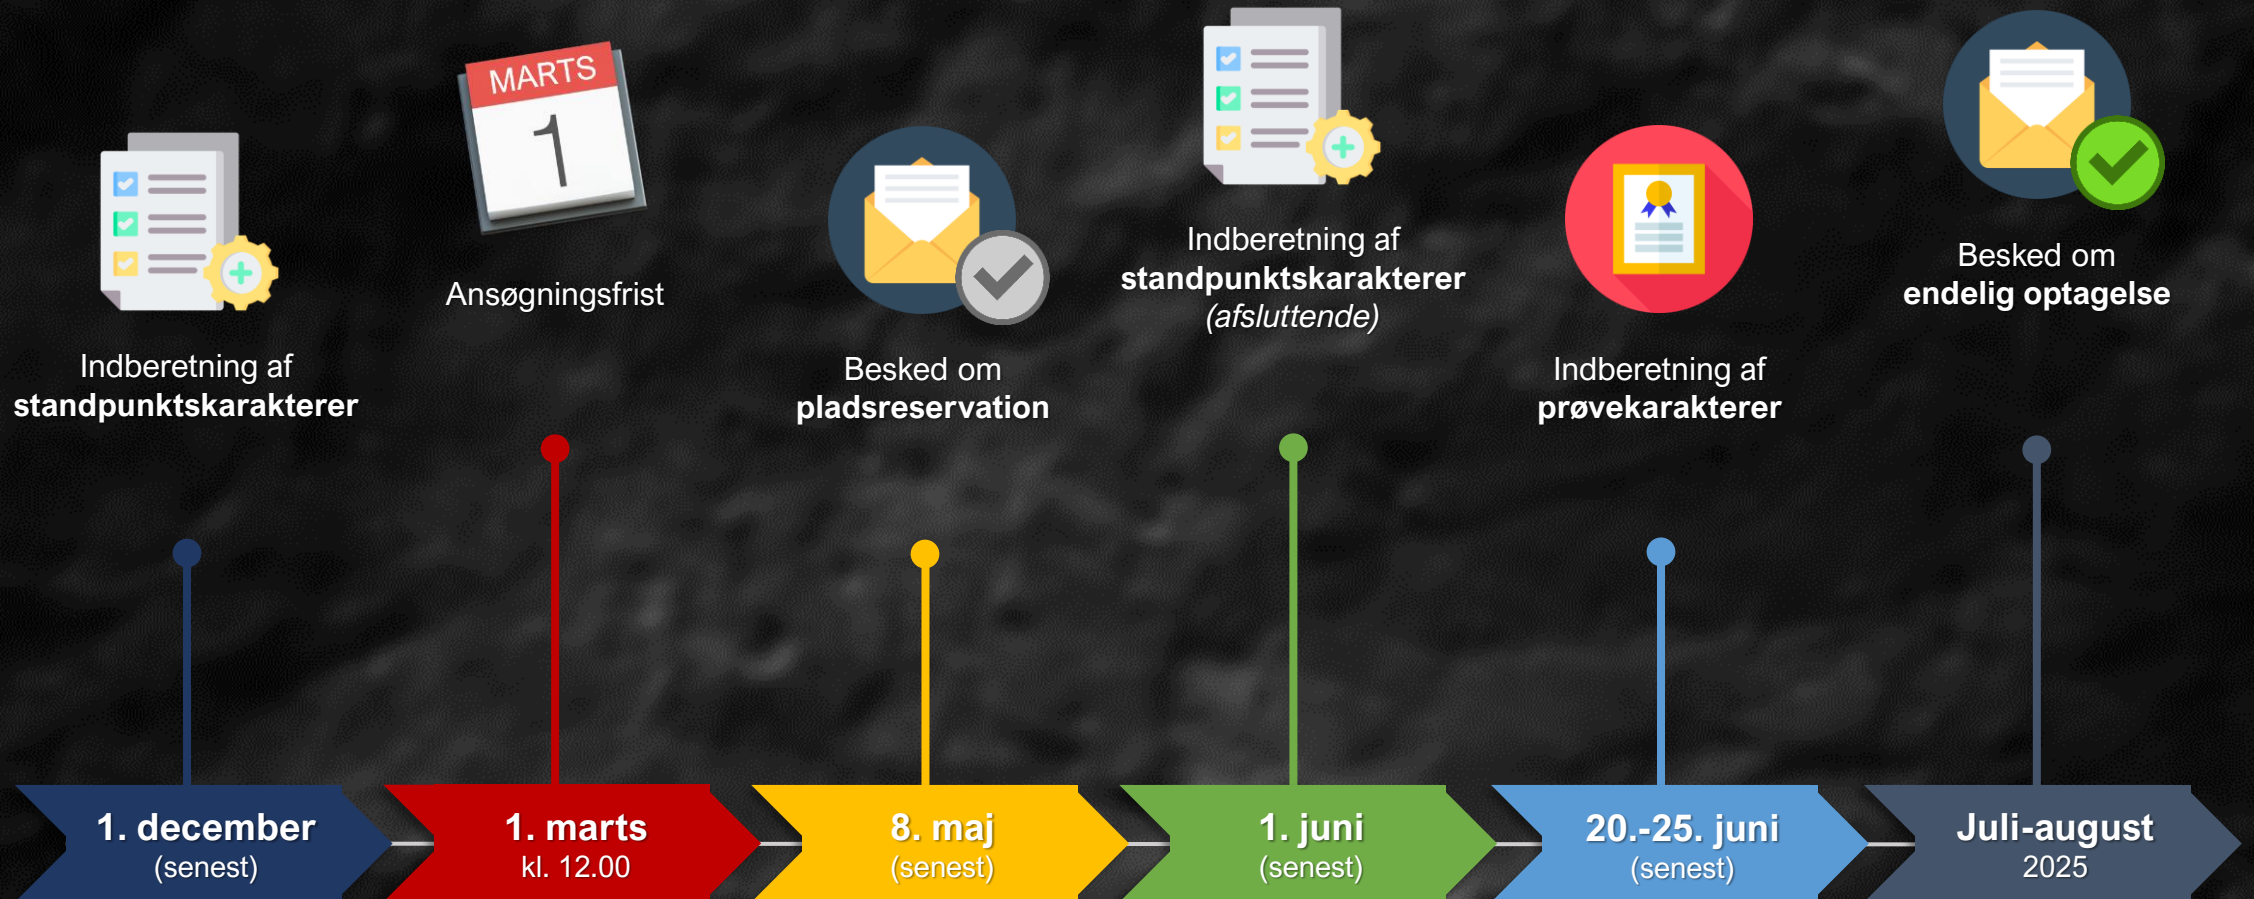 Indberetning af
standpunktskarakterer
1. december
(senest)
MARTS
1
Ansøgningsfrist
1. marts
kl. 12.00
Besked om
pladsreservation
8. maj
(senest)
Indberetning af
standpunktskarakterer
(afsluttende)
1. juni
(senest)
Indberetning af
prøvekarakterer
20.-25. juni
(senest)
Besked om
endelig optagelse
Juli-august
2025